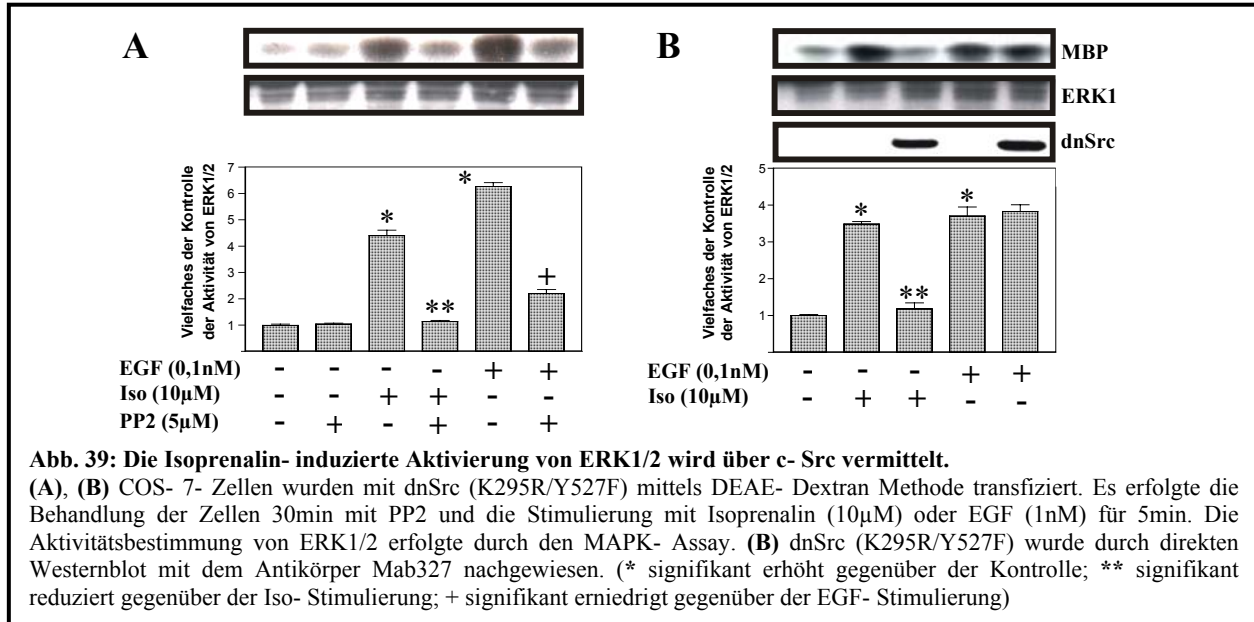 A
B
MBP
ERK1
dnSrc
Vielfaches der Kontrolle
der Aktivität von ERK1/2
7
6
5
4
3
2
1
* ** * +
Vielfaches der Kontrolle
der Aktivität von ERK1/2
5
4
3
2
1
* ** *
EGF (0,1nM) - - - - + +
Iso (10µM) - - + + - -
PP2 (5µM) - + - + - +
EGF (0,1nM) - - - + +
Iso (10µM) - + + - -
Abb. 39: Die Isoprenalin- induzierte Aktivierung von ERK1/2 wird über c- Src vermittelt.
(A), (B) COS- 7- Zellen wurden mit dnSrc (K295R/Y527F) mittels DEAE- Dextran Methode transfiziert. Es erfolgte die
Behandlung der Zellen 30min mit PP2 und die Stimulierung mit Isoprenalin (10µM) oder EGF (1nM) für 5min. Die
Aktivitätsbestimmung von ERK1/2 erfolgte durch den MAPK- Assay. (B) dnSrc (K295R/Y527F) wurde durch direkten
Westernblot mit dem Antikörper Mab327 nachgewiesen. (* signifikant erhöht gegenüber der Kontrolle; ** signifikant
reduziert gegenüber der Iso- Stimulierung; + signifikant erniedrigt gegenüber der EGF- Stimulierung)